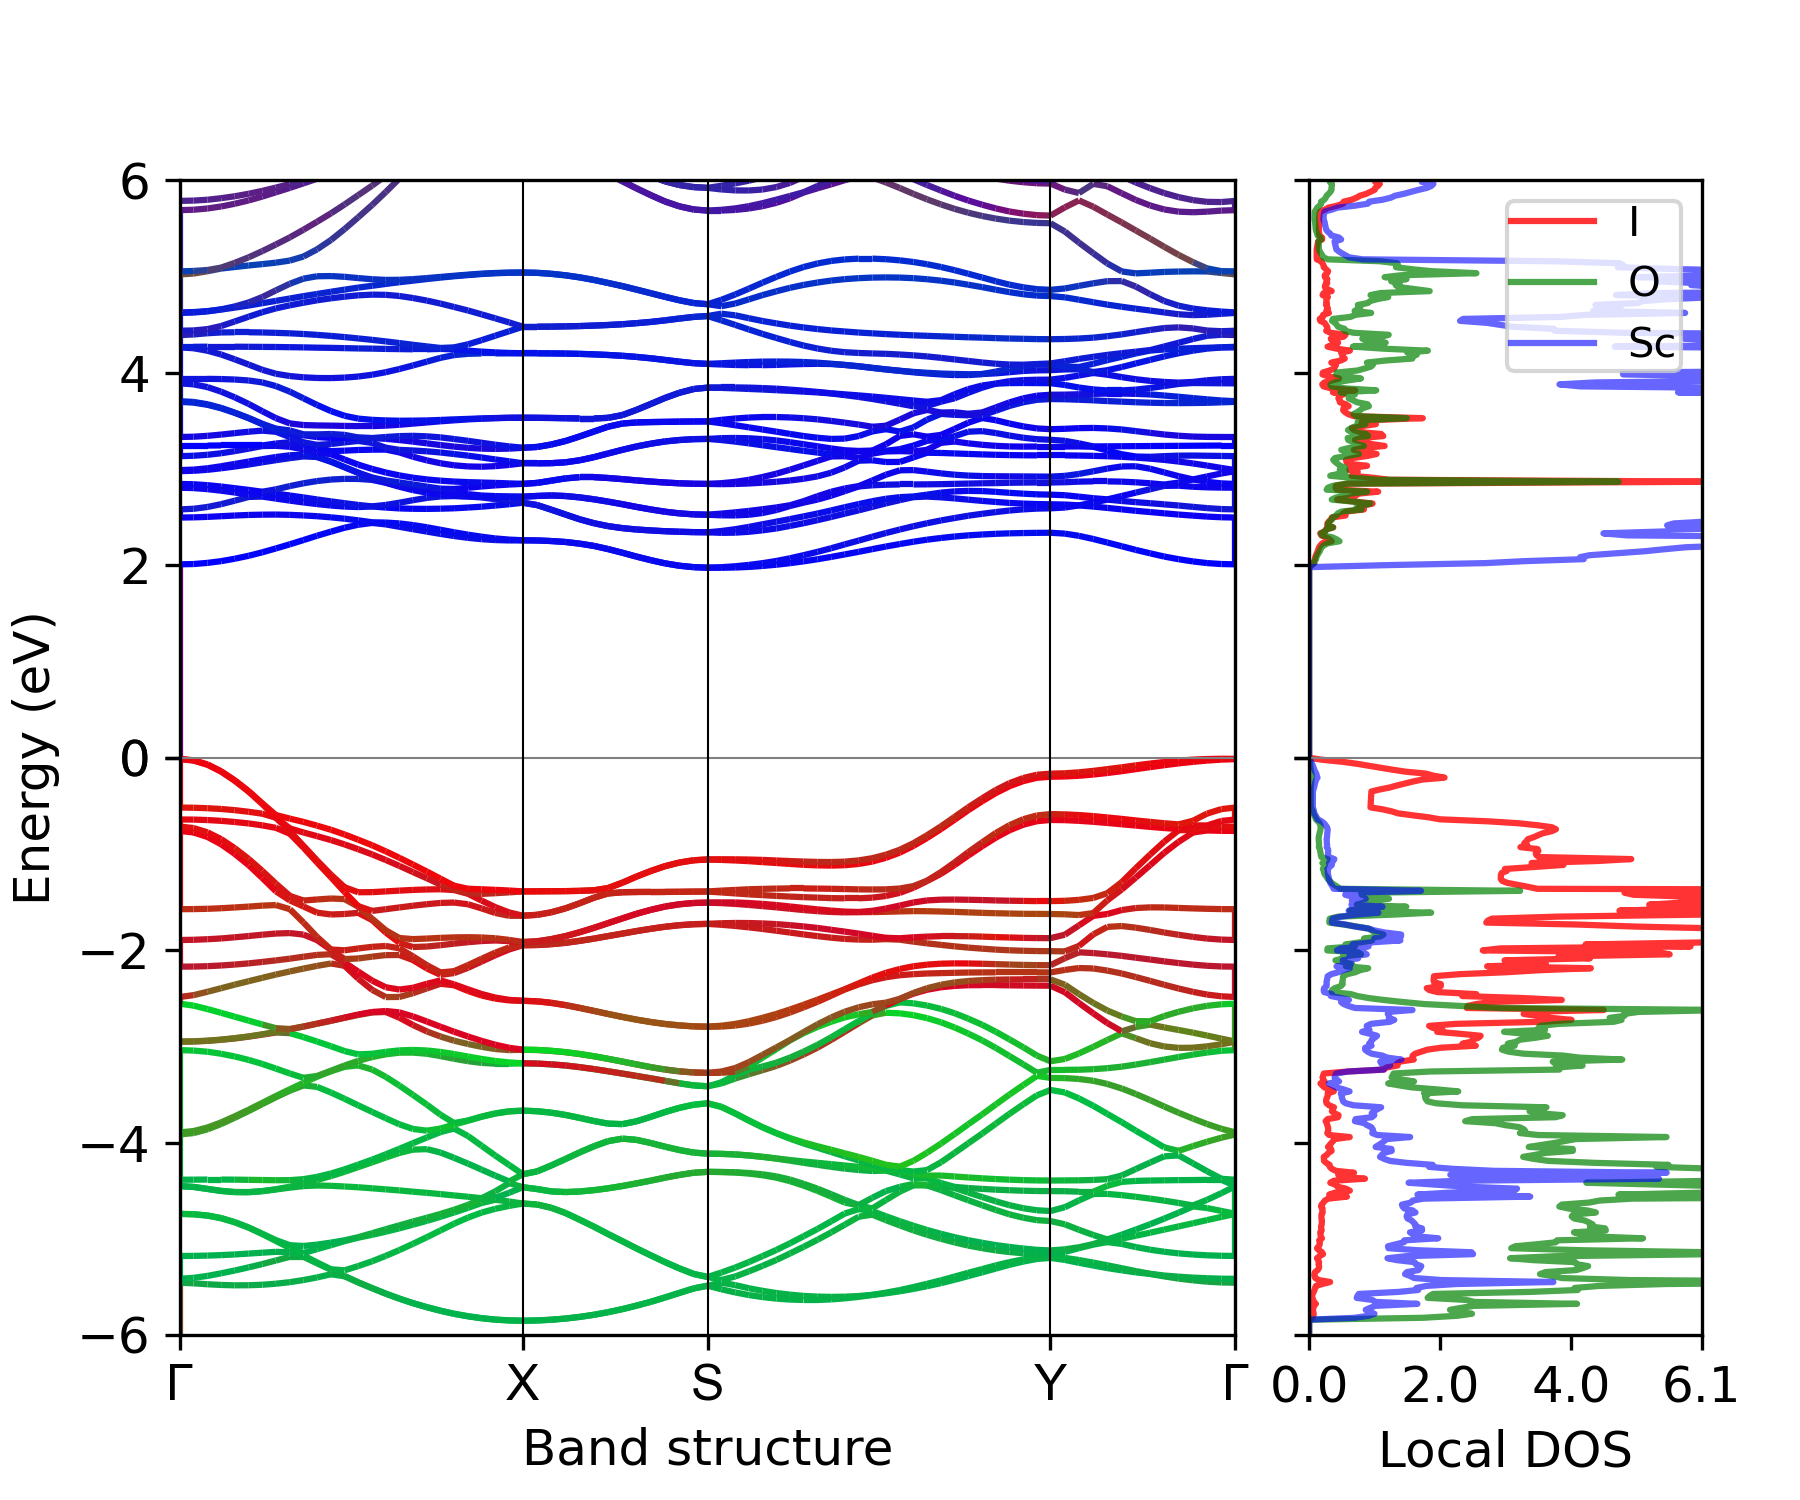 6
4
2
0
−2
−4
−6
Energy (eV)
Γ
X
S
Y
Γ
Band structure
I
O
Sc
0.0
2.0
4.0
6.1
Local DOS